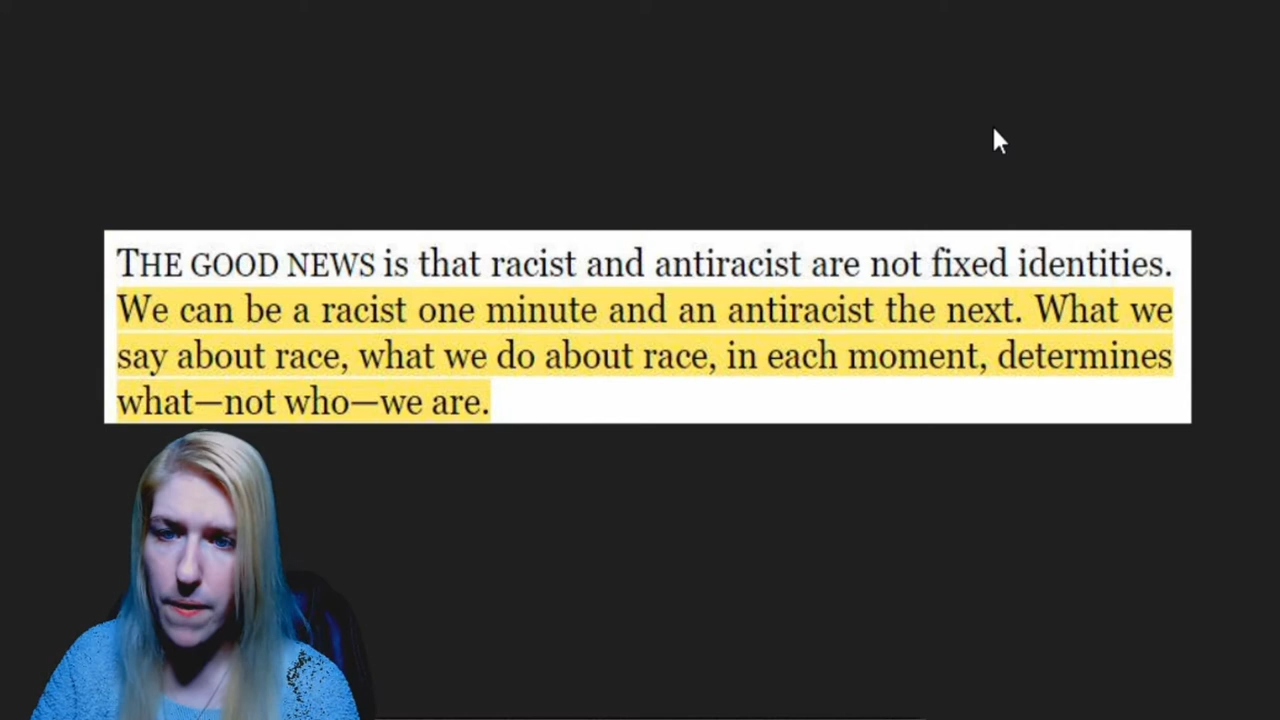 THE GOOD NEWS is that racist and antiracist are not fixed identities.
We can be a racist one minute and an antiracist the next. What we
say about race, what we do about race, in each moment, determines
what—not who—we are.